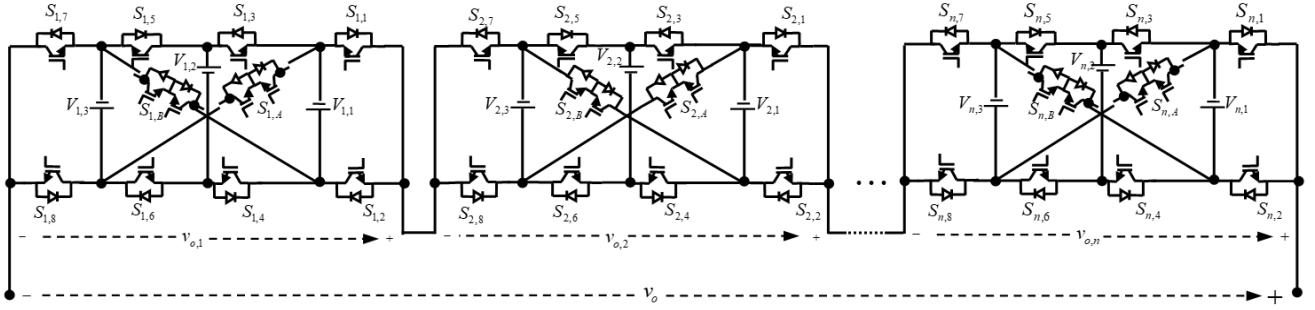 S1,7 S1,5 S1,3 S1,1 S2,7 S2,5 S2,3 S2,1 Sn,7 Sn,5 Sn,3 Sn,1
V1,2 V2,2 Vn,2
V1,3 S1,B S1,A V1,1 V2,3 S2,B S2,A V2,1 Vn,3 Sn,B Sn,A Vn,1
S1,8 S1,6 S1,4 S1,2 S2,8 S2,6 S2,4 S2,2 ... Sn,8 Sn,6 Sn,4 Sn,2
− vo,1 + − vo,2 + − vo,n +
− vo +